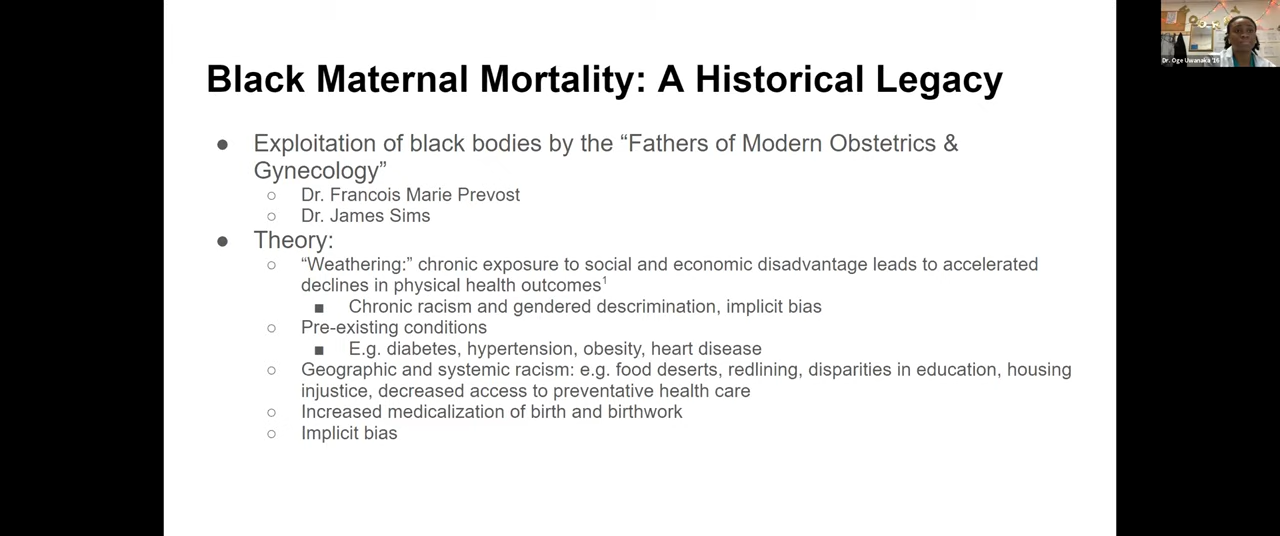 Black Maternal Mortality: A Historical Legacy
Dr. Oge Uwanaka '16
● Exploitation of black bodies by the “Fathers of Modern Obstetrics &
Gynecology”
○ Dr. Francois Marie Prevost
○ Dr. James Sims
● Theory:
○ “Weathering:” chronic exposure to social and economic disadvantage leads to accelerated
declines in physical health outcomes1
■ Chronic racism and gendered descrimination, implicit bias
○ Pre-existing conditions
■ E.g. diabetes, hypertension, obesity, heart disease
○ Geographic and systemic racism: e.g. food deserts, redlining, disparities in education, housing
injustice, decreased access to preventative health care
○ Increased medicalization of birth and birthwork
○ Implicit bias